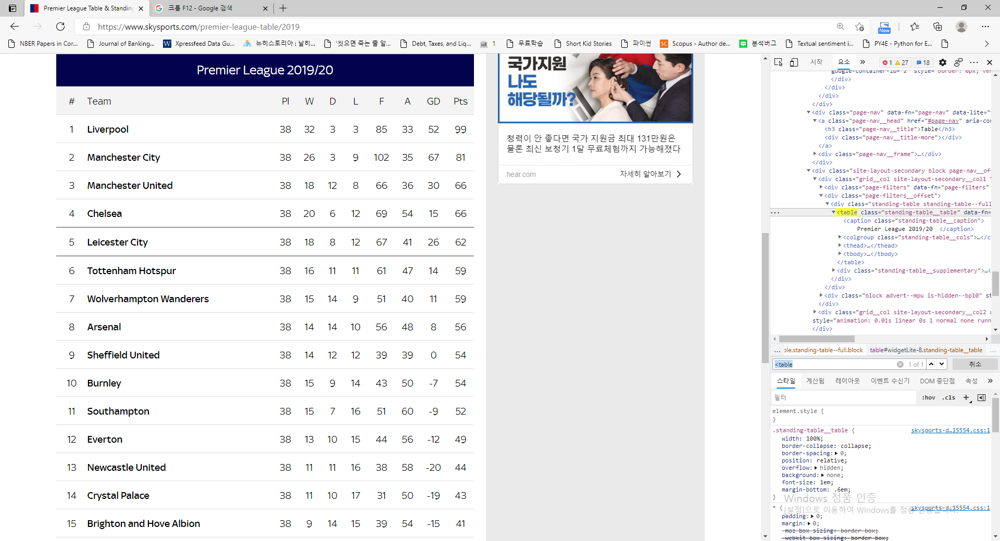 Premier League Table & Standing
크롬 F12 - Google 검색
https://www.skysports.com/premier-league-table/2019
New
NBER Papers in Cor...
Journal of Banking...
Xpressfeed Data Gu...
뉴히스토리아 : 날히...
'씻으면 죽는 줄 알...
Debt, Taxes, and Liq...
1
무료학습
Short Kid Stories
파이썬
SC Scopus - Author de...
분석버그
Textual sentiment i...
PY4E - Python for E...
Premier League 2019/20
# Team Pl W D L F A GD Pts
1 Liverpool 38 32 3 3 85 33 52 99
2 Manchester City 38 26 3 9 102 35 67 81
3 Manchester United 38 18 12 8 66 36 30 66
4 Chelsea 38 20 6 12 69 54 15 66
5 Leicester City 38 18 8 12 67 41 26 62
6 Tottenham Hotspur 38 16 11 11 61 47 14 59
7 Wolverhampton Wanderers 38 15 14 9 51 40 11 59
8 Arsenal 38 14 14 10 56 48 8 56
9 Sheffield United 38 14 12 12 39 39 0 54
10 Burnley 38 15 9 14 43 50 -7 54
11 Southampton 38 15 7 16 51 60 -9 52
12 Everton 38 13 10 15 44 56 -12 49
13 Newcastle United 38 11 11 16 38 58 -20 44
14 Crystal Palace 38 11 10 17 31 50 -19 43
15 Brighton and Hove Albion 38 9 14 15 39 54 -15 41
국가지원
나도
해당될까?
청력이 안 좋다면 국가 지원금 최대 131만원은
물론 최신 보청기 1달 무료체험까지 가능해졌다
hear.com
자세히 알아보기
시작 요소 1 27 18
google-container-id="2" style="border: 0px; ver
</div>
</div>
</div>
</div>
<div class="page-nav" data-fn="page-nav" data-lite="
<a class="page-nav__head" href="#page-nav" aria-con
<h3 class="page-nav__title">Table</h3>
<div class="page-nav__title-more"></div>
</a>
<div class="page-nav__frame">…</div>
</div>
<div class="site-layout-secondary block page-nav__of
<div class="grid__col site-layout-secondary__col1 "
<div class="page-filters" data-fn="page-filters"
<div class="page-filters__offset">
<div class="standing-table standing-table--full
<table class="standing-table__table" data-fn=
<caption class="standing-table__caption">
Premier League 2019/20 </caption>
<colgroup class="standing-table__cols">…</c
<thead>…</thead>
<tbody>…</tbody>
</table>
<div class="standing-table__supplementary">…<
</div>
</div>
<div class="block advert--mpu is-hidden--bp10" st
</div>
<div class="grid__col site-layout-secondary__col2 a
style="animation: 0.01s linear 0s 1 normal none runn
</div>
... ble.standing-table--full.block table#widgetLite-8.standing-table__table ...
<table 1 of 1 취소
스타일 계산됨 레이아웃 이벤트 수신기 DOM 중단점 속성
필터 :hov .cls
element.style {
}
.standing-table__table { skysports-d…15554.css:1
width: 100%;
border-collapse: collapse;
border-spacing: 0;
position: relative;
overflow: hidden;
background: none;
font-size: 1em;
margin-bottom: .6em;
}
Windows 정품 인증
* { skysports-d…15554.css:1
[설정]으로 이동하여 Windows를 정품 인증합니다.
padding: 0;
margin: 0;
-moz-box-sizing: border-box;
-webkit-box-sizing: border-box;